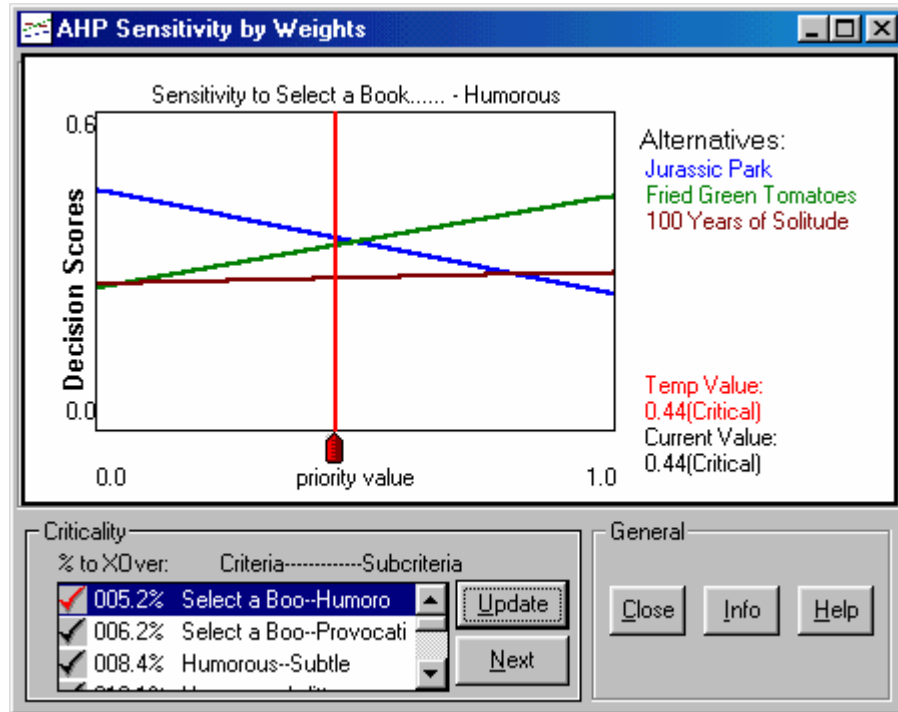 AHP Sensitivity by Weights
Sensitivity to Select a Book...... - Humorous
0.6
Decision Scores
0.0
0.0
priority value
1.0
Alternatives:
Jurassic Park
Fried Green Tomatoes
100 Years of Solitude
Temp Value:
0.44(Critical)
Current Value:
0.44(Critical)
Criticality
% to XOver: Criteria------------Subcriteria
005.2% Select a Boo--Humoro
006.2% Select a Boo--Provocati
008.4% Humorous--Subtle
Update
Next
General
Close
Info
Help